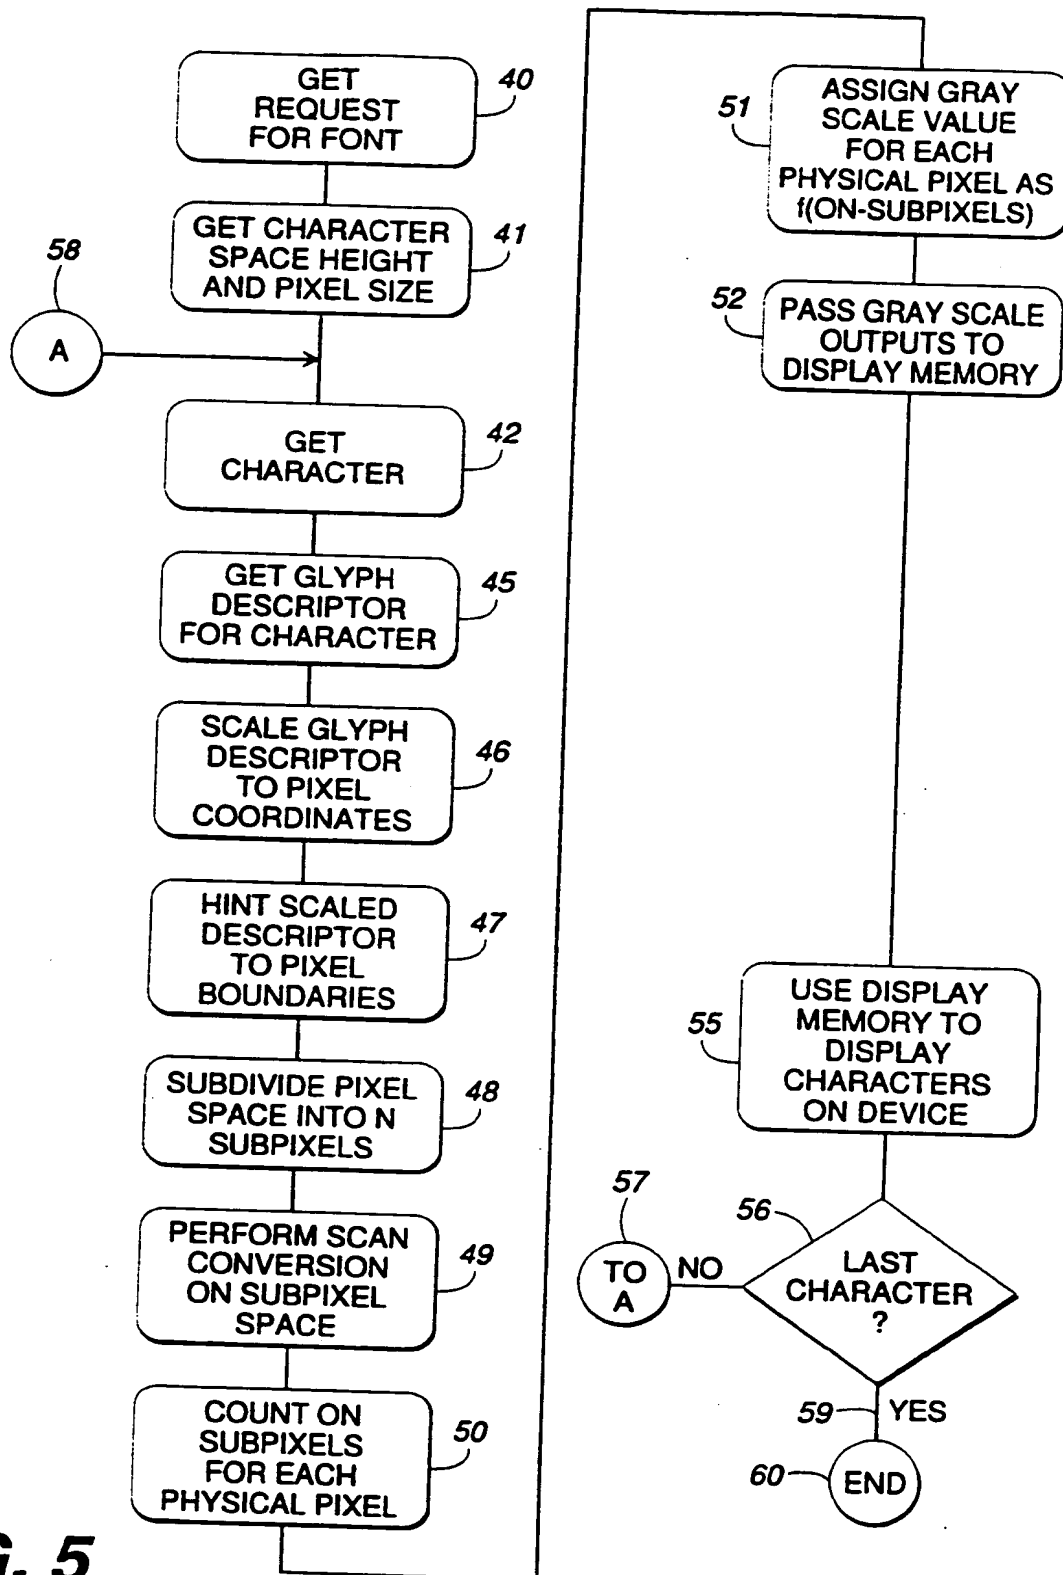 GET
REQUEST
FOR FONT
40
GET CHARACTER
SPACE HEIGHT
AND PIXEL SIZE
41
58
A
GET
CHARACTER
42
GET GLYPH
DESCRIPTOR
FOR CHARACTER
45
SCALE GLYPH
DESCRIPTOR
TO PIXEL
COORDINATES
46
HINT SCALED
DESCRIPTOR
TO PIXEL
BOUNDARIES
47
SUBDIVIDE PIXEL
SPACE INTO N
SUBPIXELS
48
PERFORM SCAN
CONVERSION
ON SUBPIXEL
SPACE
49
COUNT ON
SUBPIXELS
FOR EACH
PHYSICAL PIXEL
50
51
ASSIGN GRAY
SCALE VALUE
FOR EACH
PHYSICAL PIXEL AS
f(ON-SUBPIXELS)
52
PASS GRAY SCALE
OUTPUTS TO
DISPLAY MEMORY
55
USE DISPLAY
MEMORY TO
DISPLAY
CHARACTERS
ON DEVICE
56
LAST
CHARACTER
?
NO
57
TO
A
59
YES
60
END
G. 5